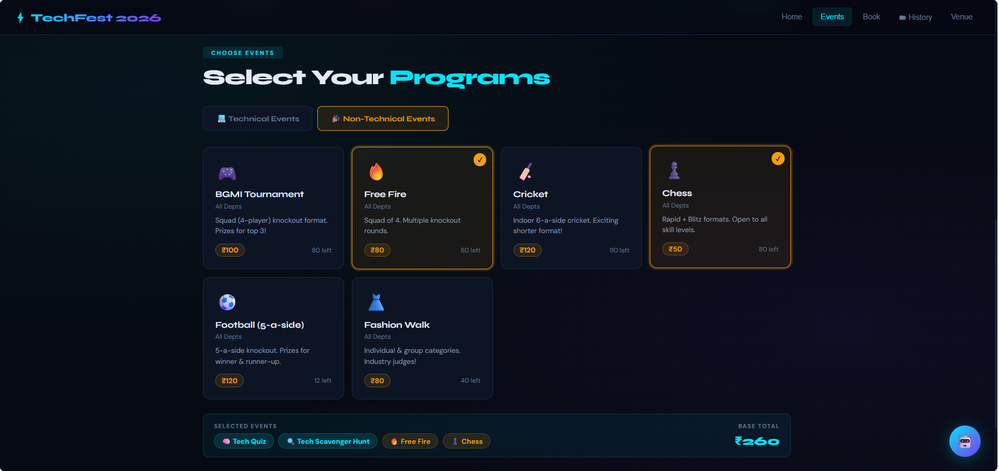 TechFest 2026
Home Events Book History Venue
CHOOSE EVENTS
Select Your Programs
Technical Events
Non-Technical Events
BGMI Tournament
All Depts
Squad (4-player) knockout format.
Prizes for top 3!
₹100
80 left
Free Fire
All Depts
Squad of 4. Multiple knockout
rounds.
₹80
80 left
Cricket
All Depts
Indoor 6-a-side cricket. Exciting
shorter format!
₹120
110 left
Chess
All Depts
Rapid + Blitz formats. Open to all
skill levels.
₹50
80 left
Football (5-a-side)
All Depts
5-a-side knockout. Prizes for
winner & runner-up.
₹120
12 left
Fashion Walk
All Depts
Individual & group categories.
Industry judges!
₹80
40 left
SELECTED EVENTS
Tech Quiz
Tech Scavenger Hunt
Free Fire
Chess
BASE TOTAL
₹260